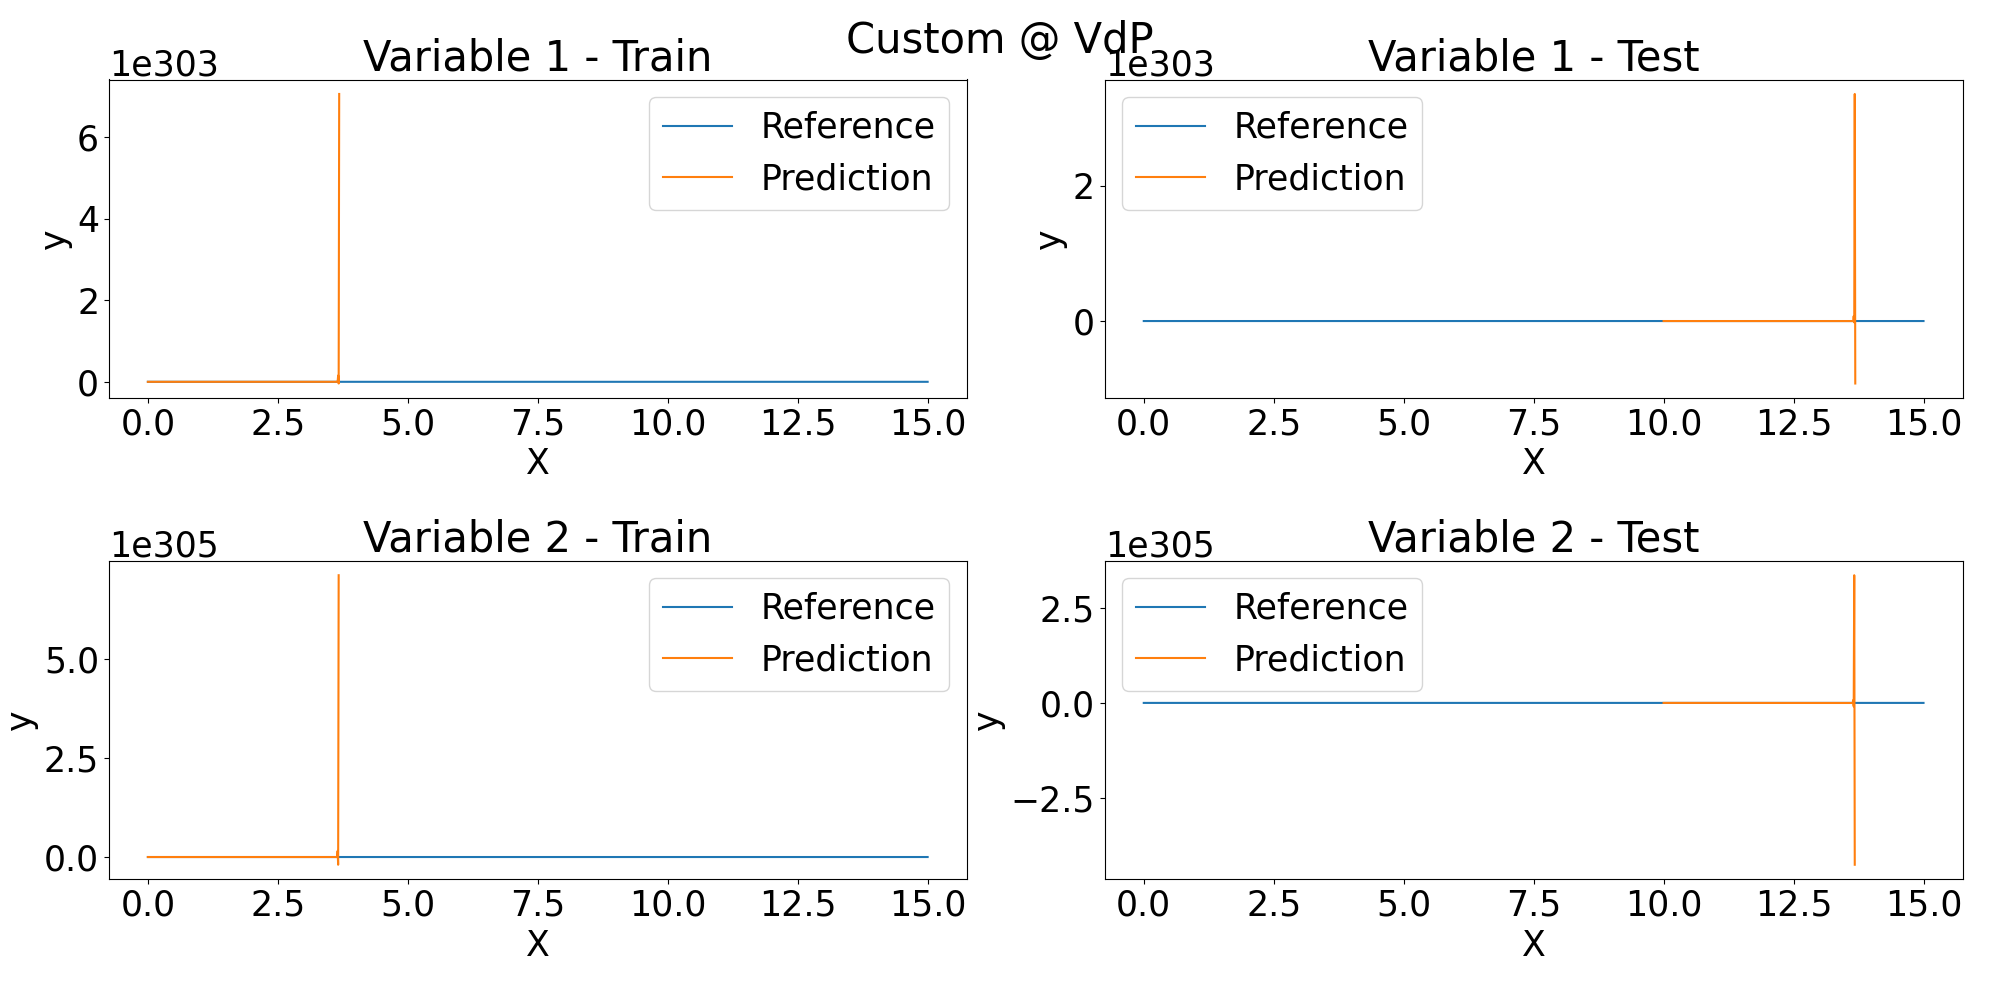 Custom @ VdP
Variable 1 - Train
1e303
6
4
2
0
y
Reference
Prediction
0.0 2.5 5.0 7.5 10.0 12.5 15.0
X
Variable 1 - Test
1e303
2
0
y
Reference
Prediction
0.0 2.5 5.0 7.5 10.0 12.5 15.0
X
Variable 2 - Train
1e305
5.0
2.5
0.0
y
Reference
Prediction
0.0 2.5 5.0 7.5 10.0 12.5 15.0
X
Variable 2 - Test
1e305
2.5
0.0
−2.5
y
Reference
Prediction
0.0 2.5 5.0 7.5 10.0 12.5 15.0
X